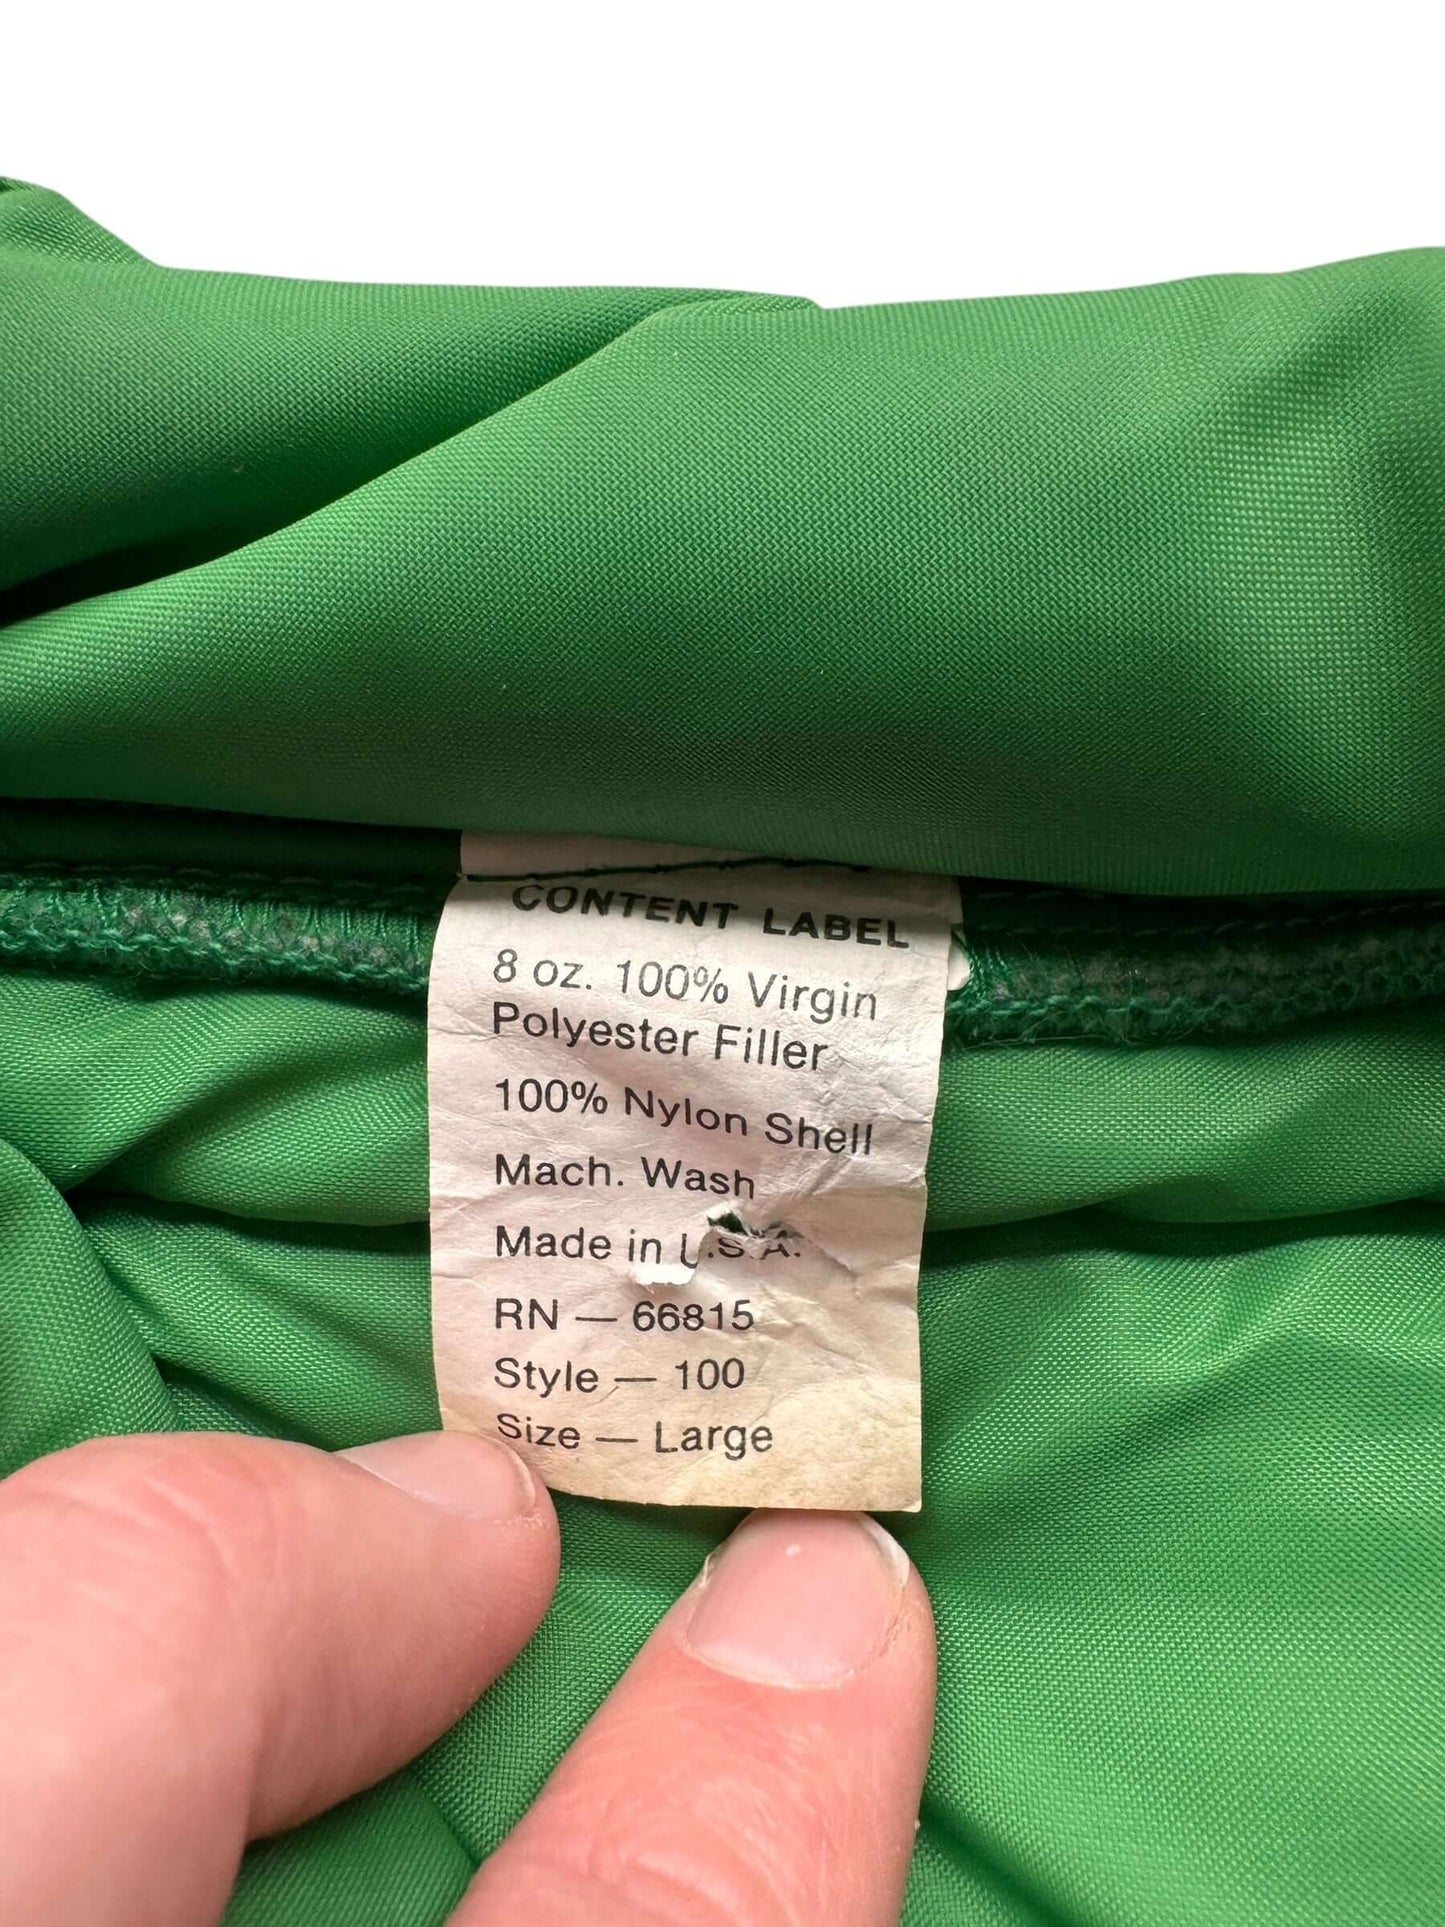 CONTENT LABEL
8 oz. 100% Virgin
Polyester Filler
100% Nylon Shell
Mach. Wash
Made in U.S.A.
RN — 66815
Style — 100
Size — Large